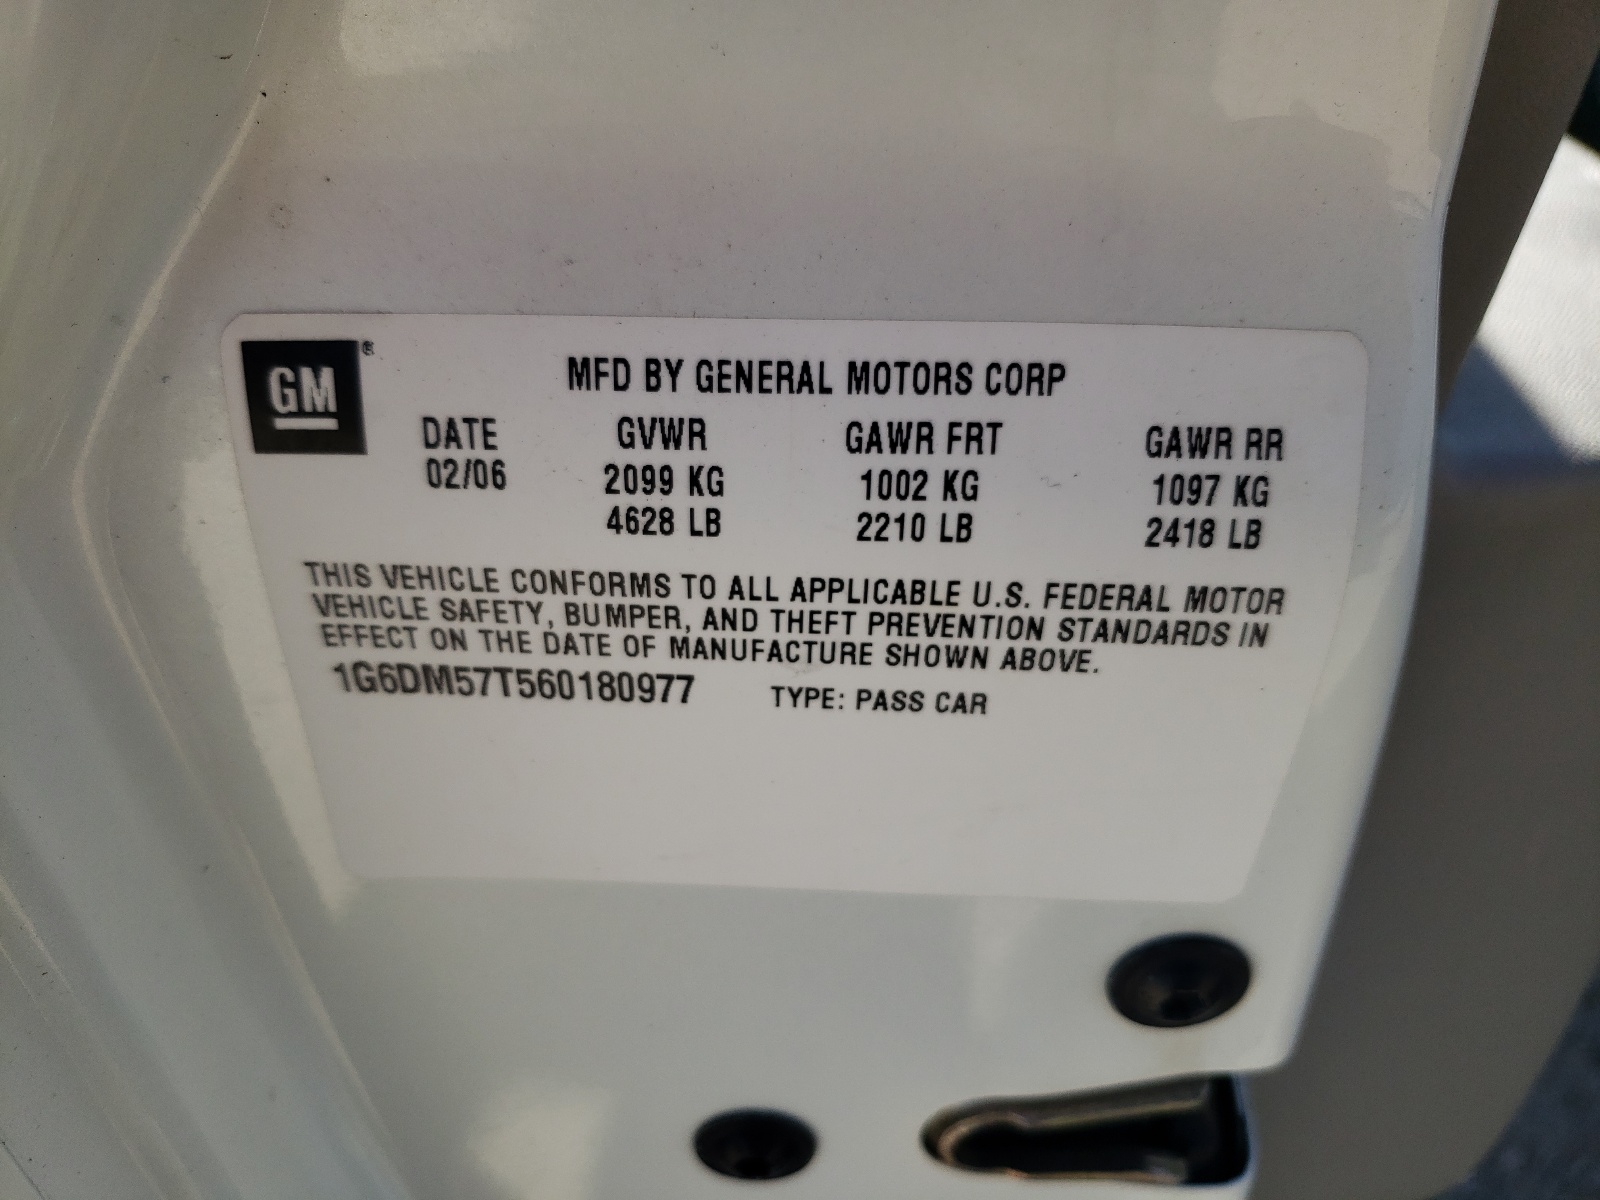 GM®
MFD BY GENERAL MOTORS CORP
DATE GVWR GAWR FRT GAWR RR
02/06 2099 KG 1002 KG 1097 KG
4628 LB 2210 LB 2418 LB
THIS VEHICLE CONFORMS TO ALL APPLICABLE U.S. FEDERAL MOTOR
VEHICLE SAFETY, BUMPER, AND THEFT PREVENTION STANDARDS IN
EFFECT ON THE DATE OF MANUFACTURE SHOWN ABOVE.
1G6DM57T560180977 TYPE: PASS CAR